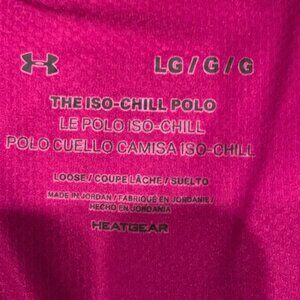 LG / G / G
THE ISO-CHILL POLO
LE POLO ISO-CHILL
POLO CUELLO CAMISA ISO-CHILL
LOOSE / COUPE LÂCHE / SUELTO
MADE IN JORDAN / FABRIQUÉ EN JORDANIE /
HECHO EN JORDANIA
HEATGEAR